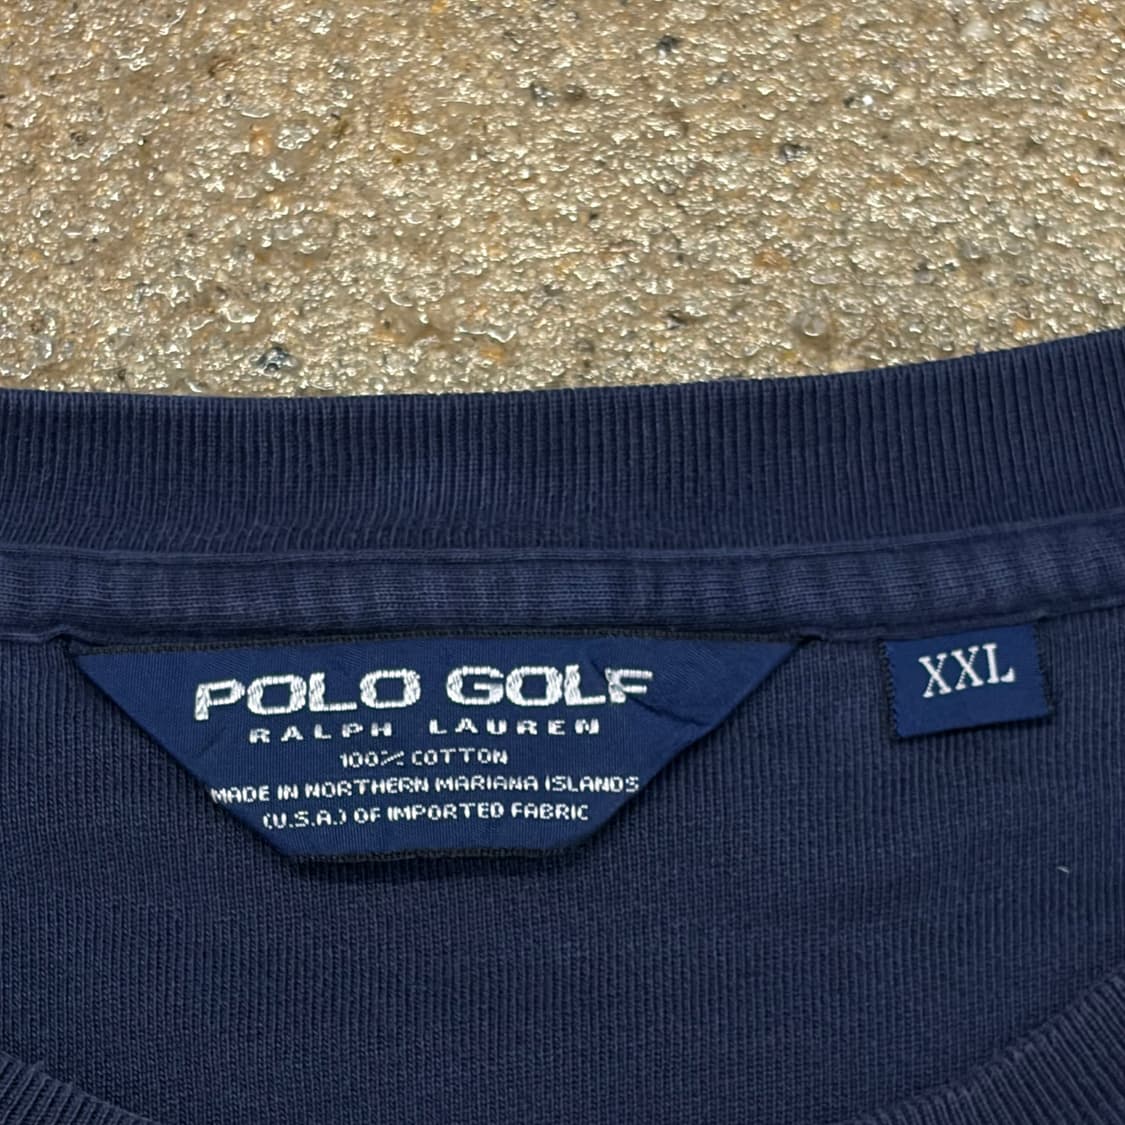 POLO GOLF
RALPH LAUREN
100% COTTON
MADE IN NORTHERN MARIANA ISLANDS
(U.S.A.) OF IMPORTED FABRIC
XXL